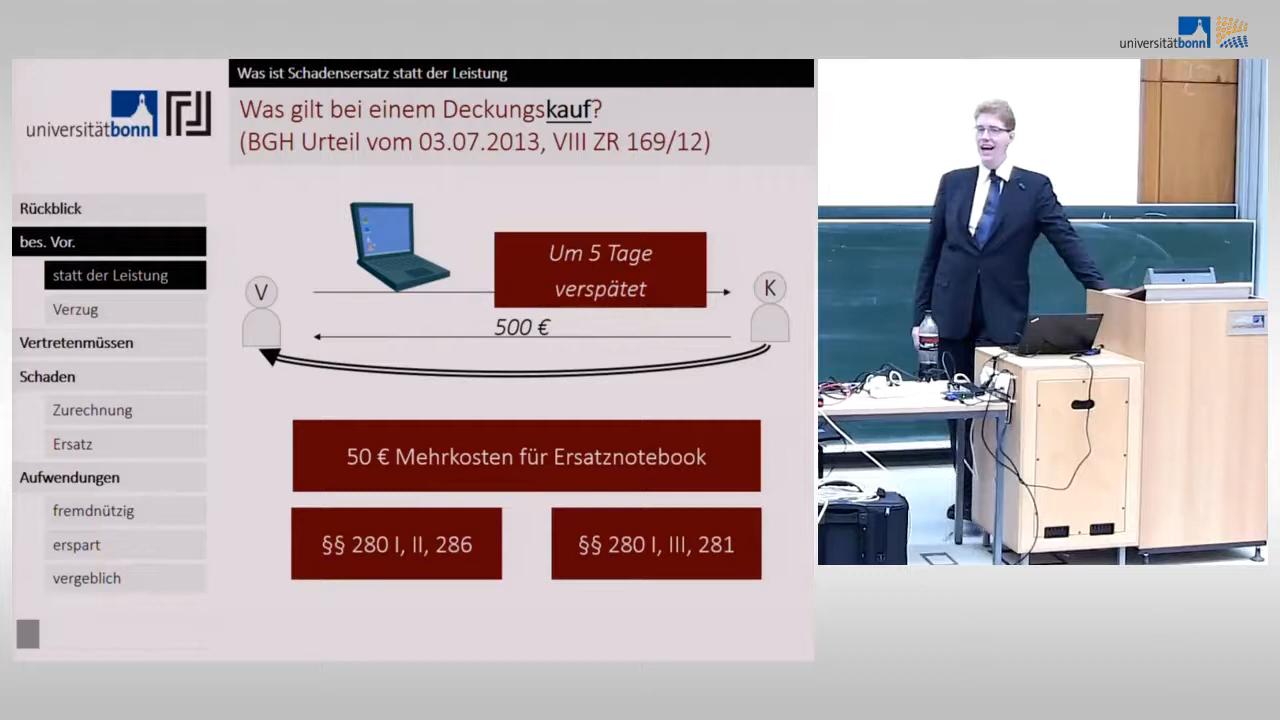 universitätbonn
universitätbonn
Was ist Schadensersatz statt der Leistung
Was gilt bei einem Deckungskauf?
(BGH Urteil vom 03.07.2013, VIII ZR 169/12)
Rückblick
bes. Vor.
statt der Leistung
Verzug
Vertretenmüssen
Schaden
Zurechnung
Ersatz
Aufwendungen
fremdnützig
erspart
vergeblich
Um 5 Tage
verspätet
V
K
500 €
50 € Mehrkosten für Ersatznotebook
§§ 280 I, II, 286
§§ 280 I, III, 281